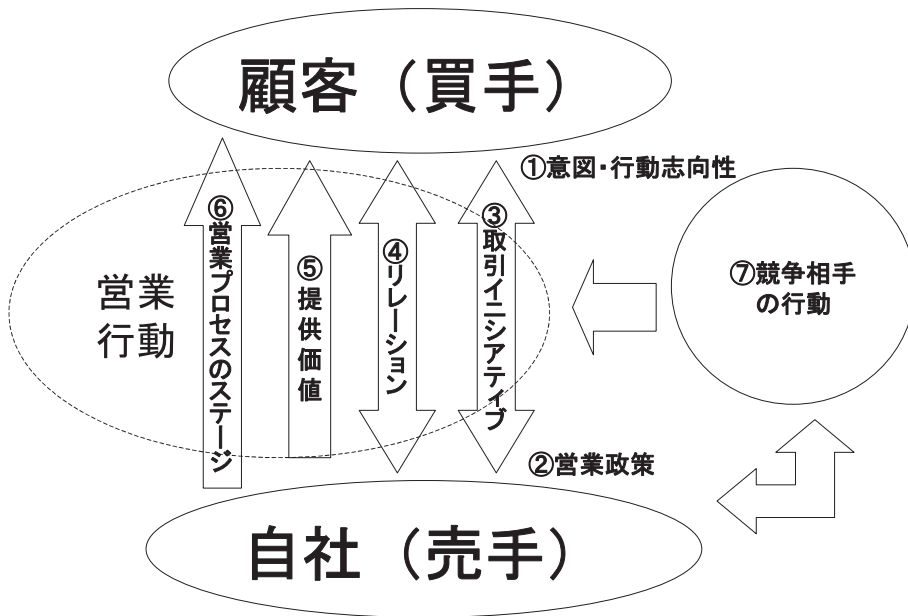 顧客（買手）
①意図・行動志向性
⑥営業プロセスのステージ
⑤提供価値
④リレーション
③取引イニシアティブ
営業
行動
⑦競争相手
の行動
②営業政策
自社（売手）